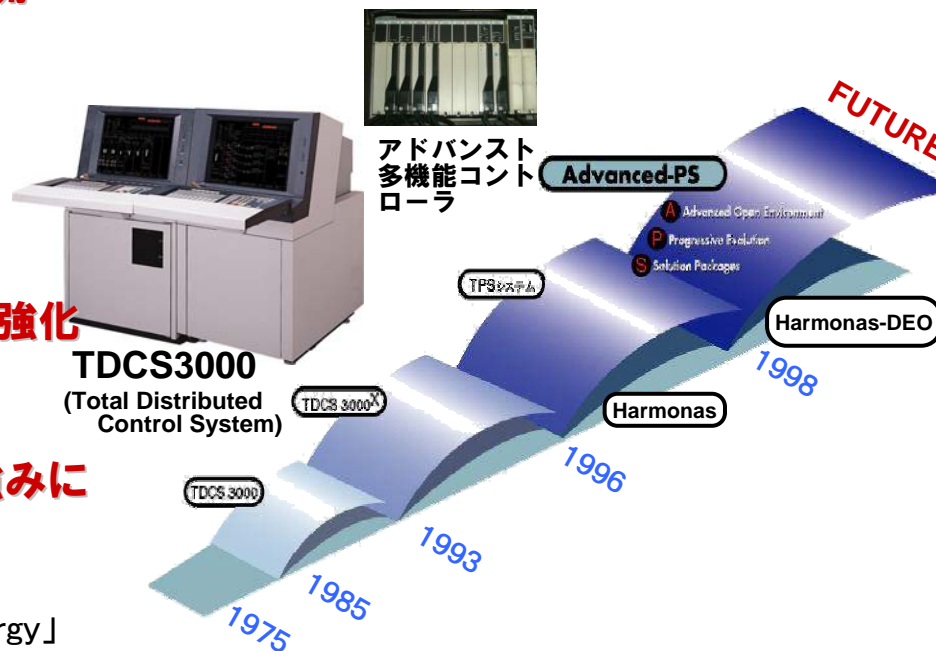 アドバンスト
多機能コント
ローラ
FUTURE
Advanced-PS
A Advanced Open Environment
P Progressive Evolution
S Solution Packages
TPSシステム
強化
Harmonas-DEO
TDCS3000
(Total Distributed
Control System)
1998
TDCS 3000X
Harmonas
1996
みに
TDCS 3000
1993
1985
1975
rgy」